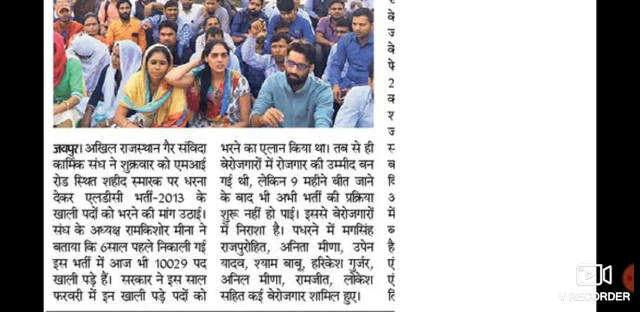 जयपुर। अखिल राजस्थान गैर संविदा
कार्मिक संघ ने शुक्रवार को एमआई
रोड स्थित शहीद स्मारक पर धरना
देकर एलडीसी भर्ती-2013 के
खाली पदों को भरने की मांग उठाई।
संघ के अध्यक्ष रामकिशोर मीना ने
बताया कि 6साल पहले निकाली गई
इस भर्ती में आज भी 10029 पद
खाली पड़े हैं। सरकार ने इस साल
फरवरी में इन खाली पड़े पदों को
भरने का एलान किया था। तब से ही
बेरोजगारों में रोजगार की उम्मीद बन
गई थी, लेकिन 9 महीने बीत जाने
के बाद भी अभी भर्ती की प्रक्रिया
शुरू नहीं हो पाई। इससे बेरोजगारों
में निराशा है। पधरने में मगसिंह
राजपुरोहित, अनिता मीणा, उपेन
यादव, श्याम बाबू, हरिकेश गुर्जर,
अनिल मीणा, रामजीत, लोकेश
सहित कई बेरोजगार शामिल हुए।
V RECORDER